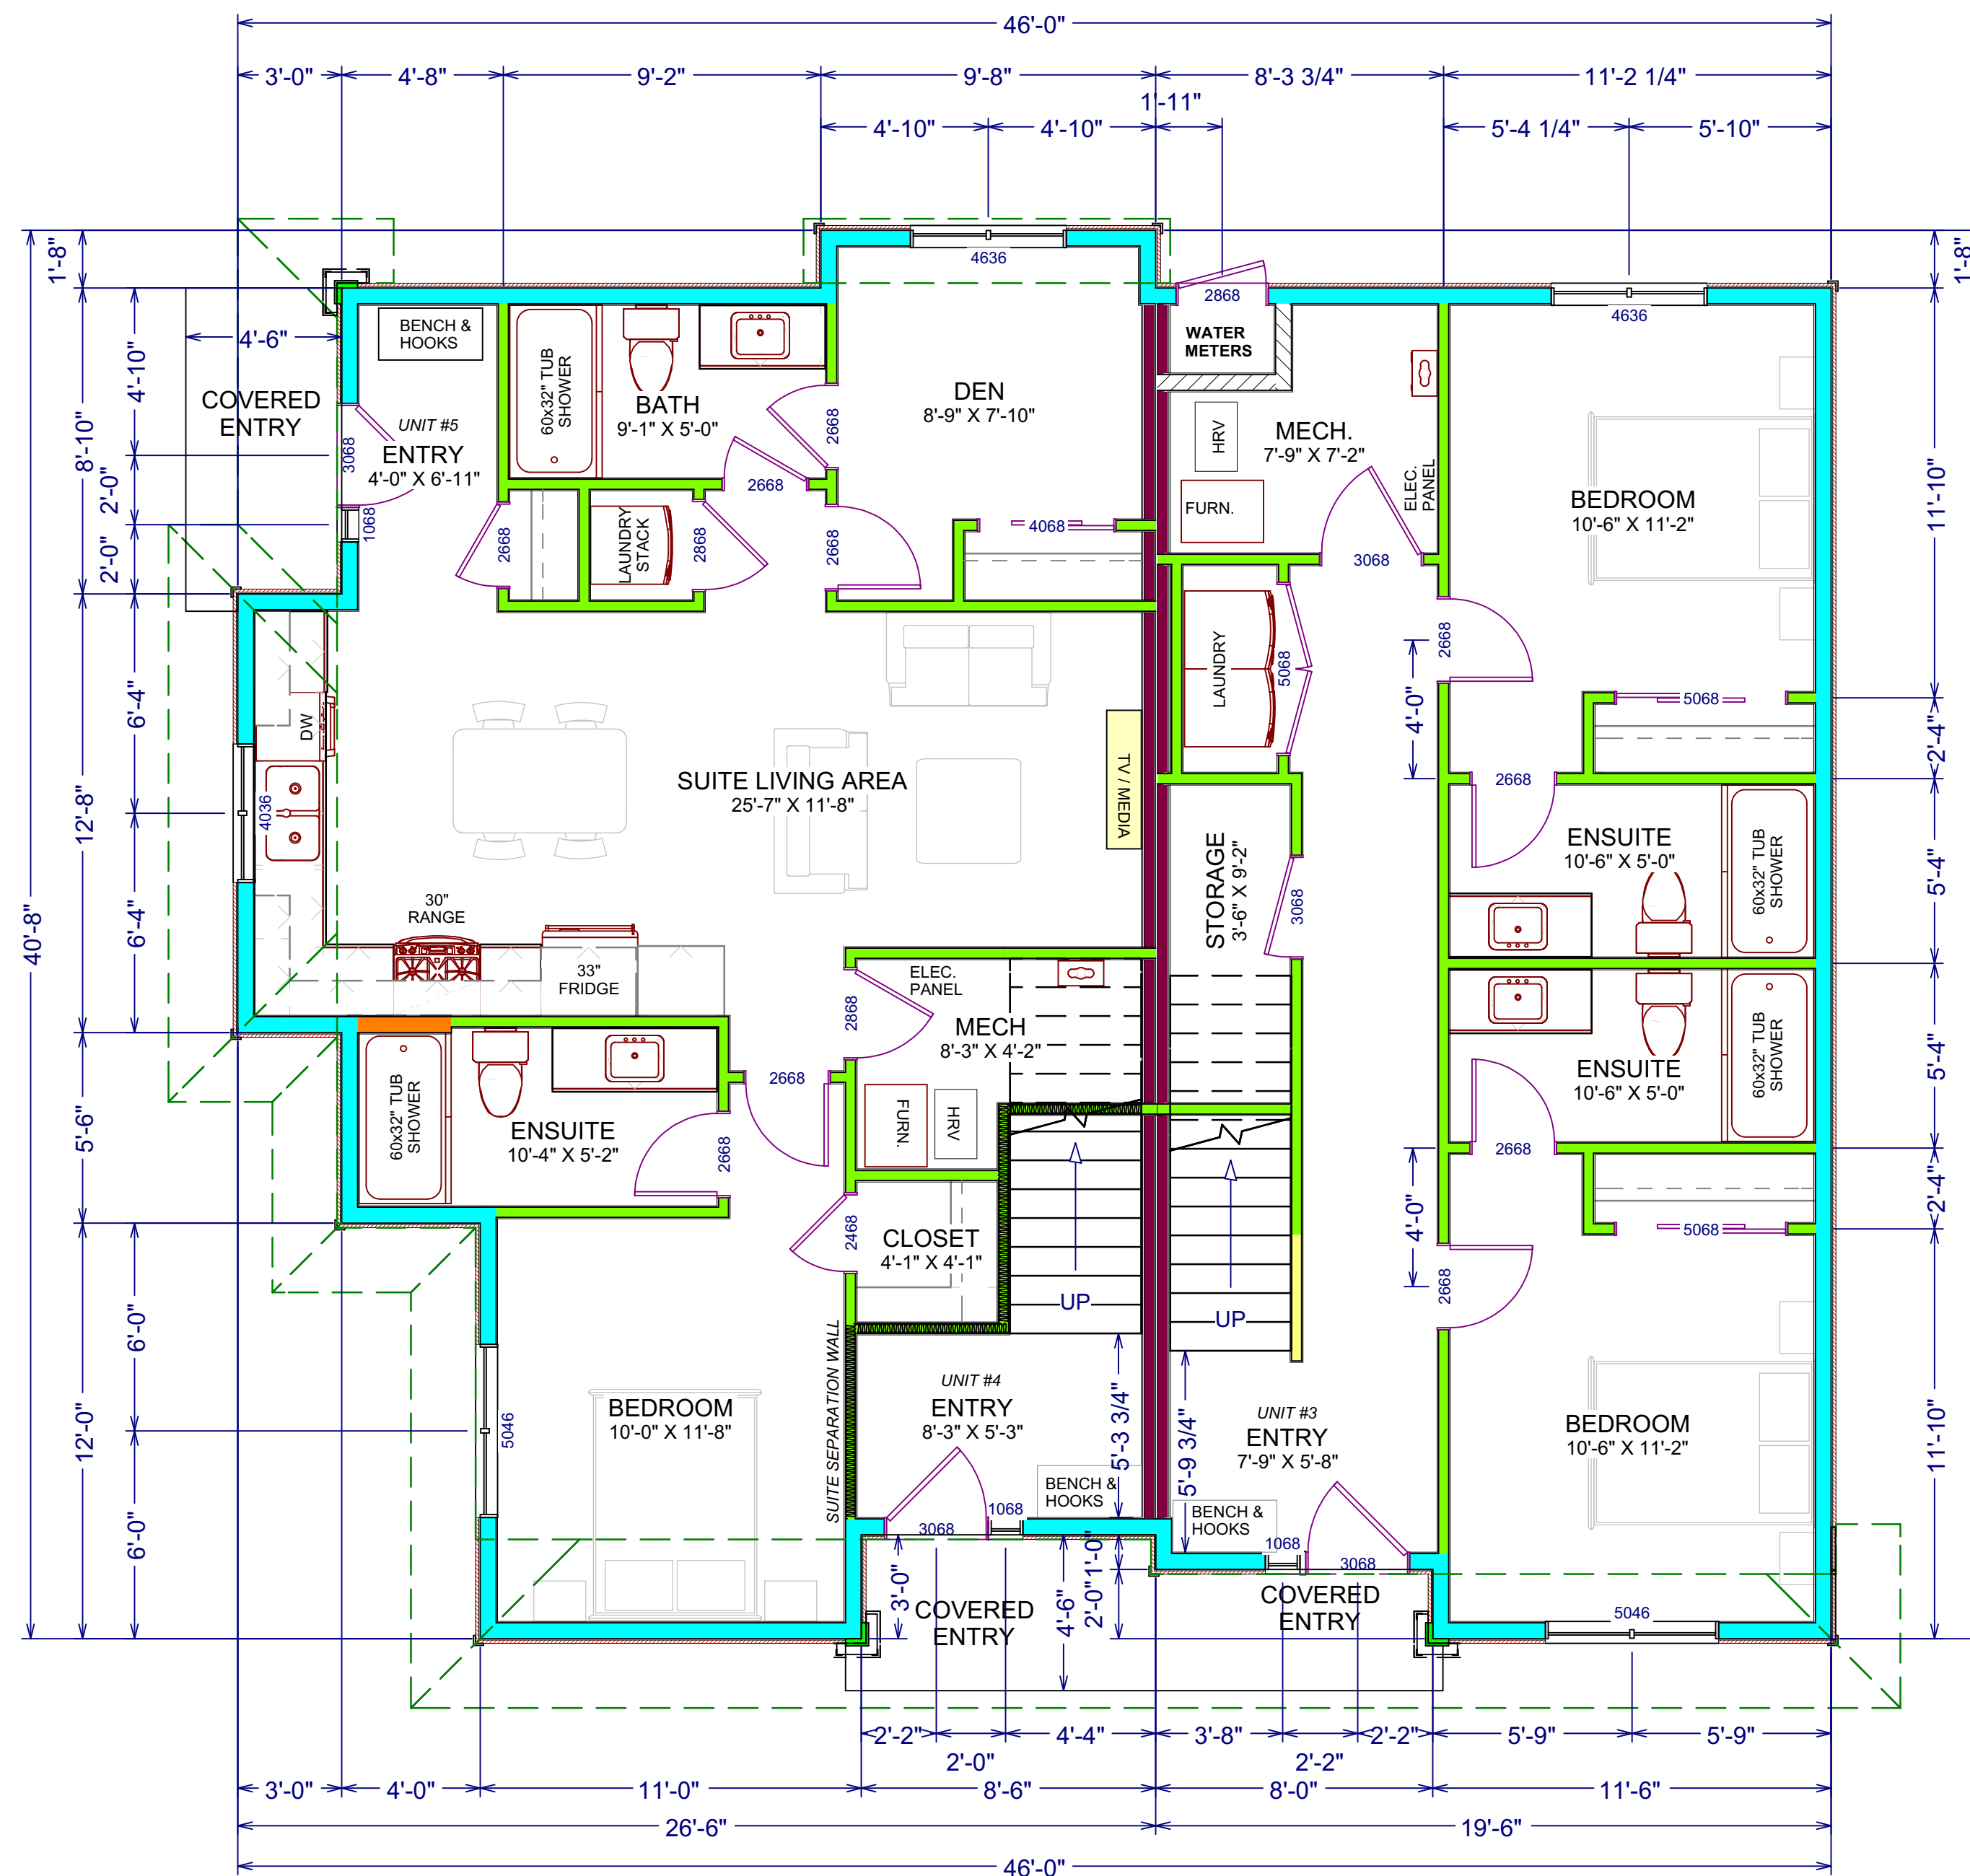 46'-0"
3'-0" 4'-8" 9'-2" 9'-8" 8'-3 3/4" 11'-2 1/4"
1'-11"
4'-10" 4'-10" 5'-4 1/4" 5'-10"
1'-8" 1'-8"
4636
2868
4636
BENCH &
HOOKS
4'-6"
COVERED
ENTRY
UNIT #5
ENTRY
4'-0" X 6'-11"
3068
1068
8'-10"
4'-10"
2'-0"
2'-0"
60x32" TUB
SHOWER
BATH
9'-1" X 5'-0"
2668
2668
2668
LAUNDRY
STACK
2868
2668
DEN
8'-9" X 7'-10"
4068
WATER
METERS
HRV
MECH.
7'-9" X 7'-2"
ELEC.
PANEL
FURN.
3068
BEDROOM
10'-6" X 11'-2"
11'-10"
LAUNDRY
5068
2668
4'-0"
5068
2'-4"
2668
40'-8"
12'-8"
6'-4"
6'-4"
DW
4036
SUITE LIVING AREA
25'-7" X 11'-8"
TV / MEDIA
30"
RANGE
33"
FRIDGE
STORAGE
3'-6" X 9'-2"
3068
ENSUITE
10'-6" X 5'-0"
60x32" TUB
SHOWER
5'-4"
ELEC.
PANEL
2868
MECH
8'-3" X 4'-2"
FURN.
HRV
ENSUITE
10'-6" X 5'-0"
60x32" TUB
SHOWER
5'-4"
2668
5'-6"
60x32" TUB
SHOWER
ENSUITE
10'-4" X 5'-2"
2668
2668
2468
CLOSET
4'-1" X 4'-1"
UP
UP
4'-0"
2668
5068
2'-4"
12'-0"
6'-0"
6'-0"
5046
BEDROOM
10'-0" X 11'-8"
SUITE SEPARATION WALL
UNIT #4
ENTRY
8'-3" X 5'-3"
5'-3 3/4"
BENCH &
HOOKS
1068
3068
UNIT #3
ENTRY
7'-9" X 5'-8"
5'-9 3/4"
BENCH &
HOOKS
1068
3068
BEDROOM
10'-6" X 11'-2"
11'-10"
5046
3'-0"
COVERED
ENTRY
4'-6"
1'-0"
2'-0"
COVERED
ENTRY
2'-2" 4'-4" 3'-8" 2'-2" 5'-9" 5'-9"
2'-0" 2'-2"
3'-0" 4'-0" 11'-0" 8'-6" 8'-0" 11'-6"
26'-6" 19'-6"
46'-0"